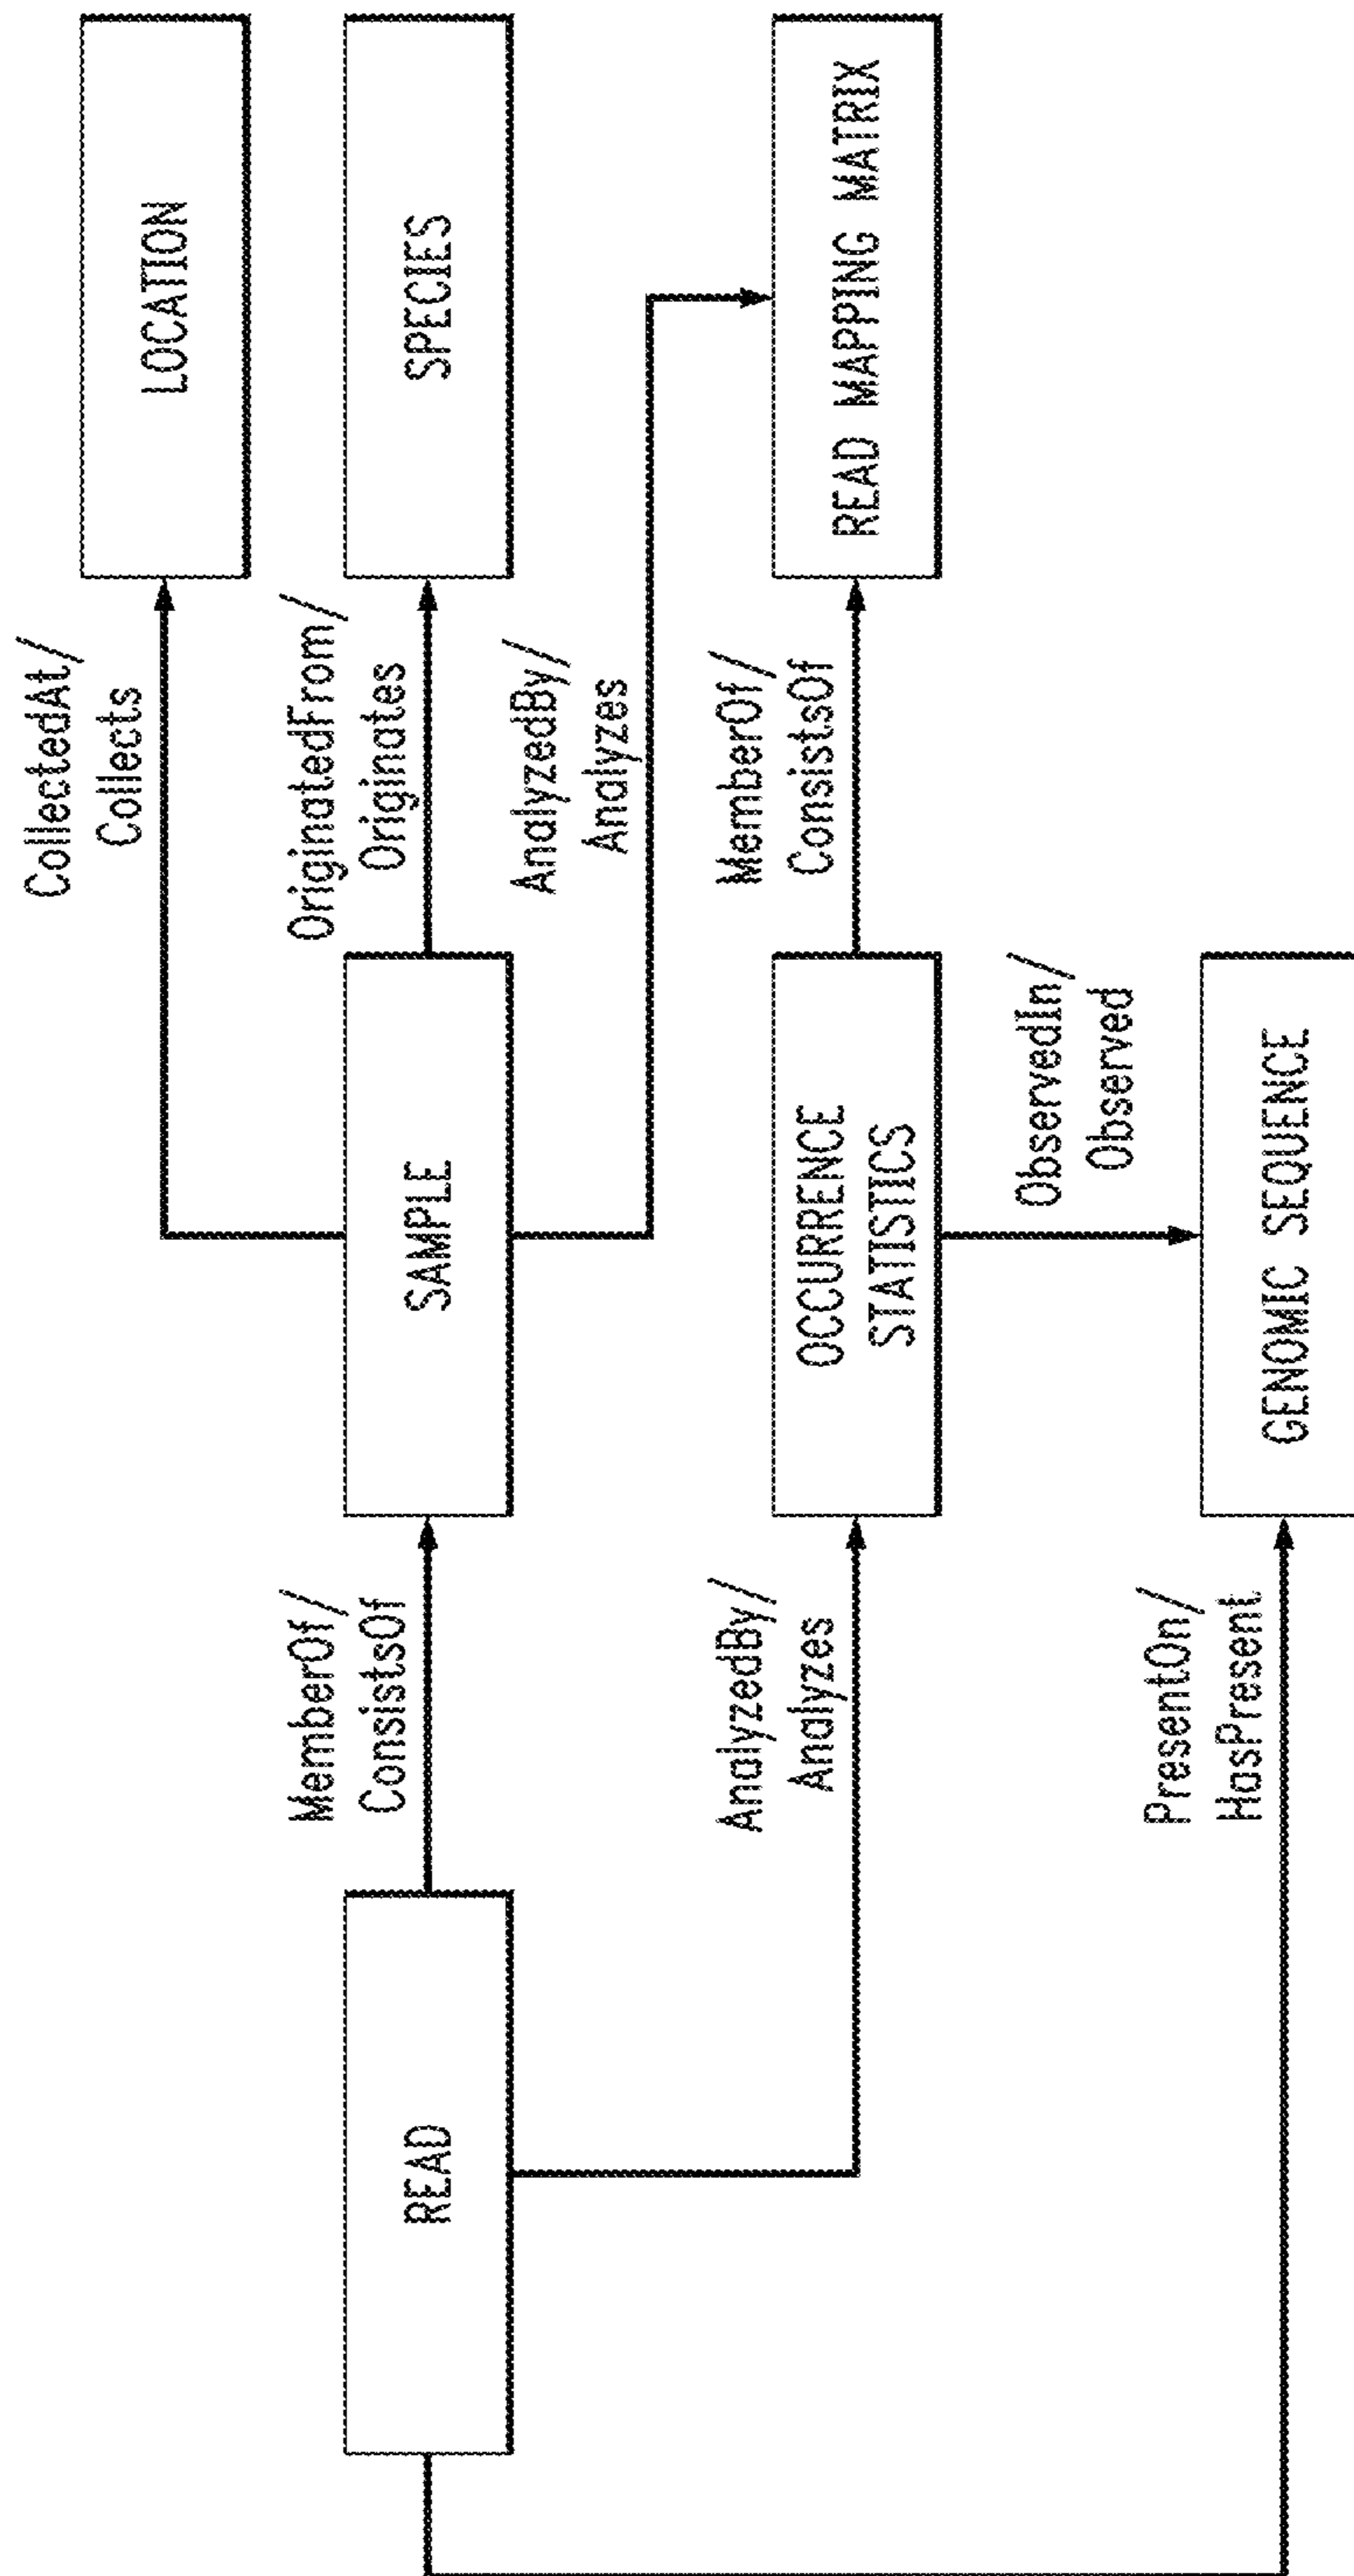 CollectedAt/
Collects
LOCATION
MemberOf/
ConsistsOf
OriginatedFrom/
Originates
READ
SAMPLE
SPECIES
AnalyzedBy/
Analyzes
AnalyzedBy/
Analyzes
MemberOf/
ConsistsOf
OCCURRENCE
STATISTICS
READ MAPPING MATRIX
ObservedIn/
Observed
PresentOn/
HasPresent
GENOMIC SEQUENCE